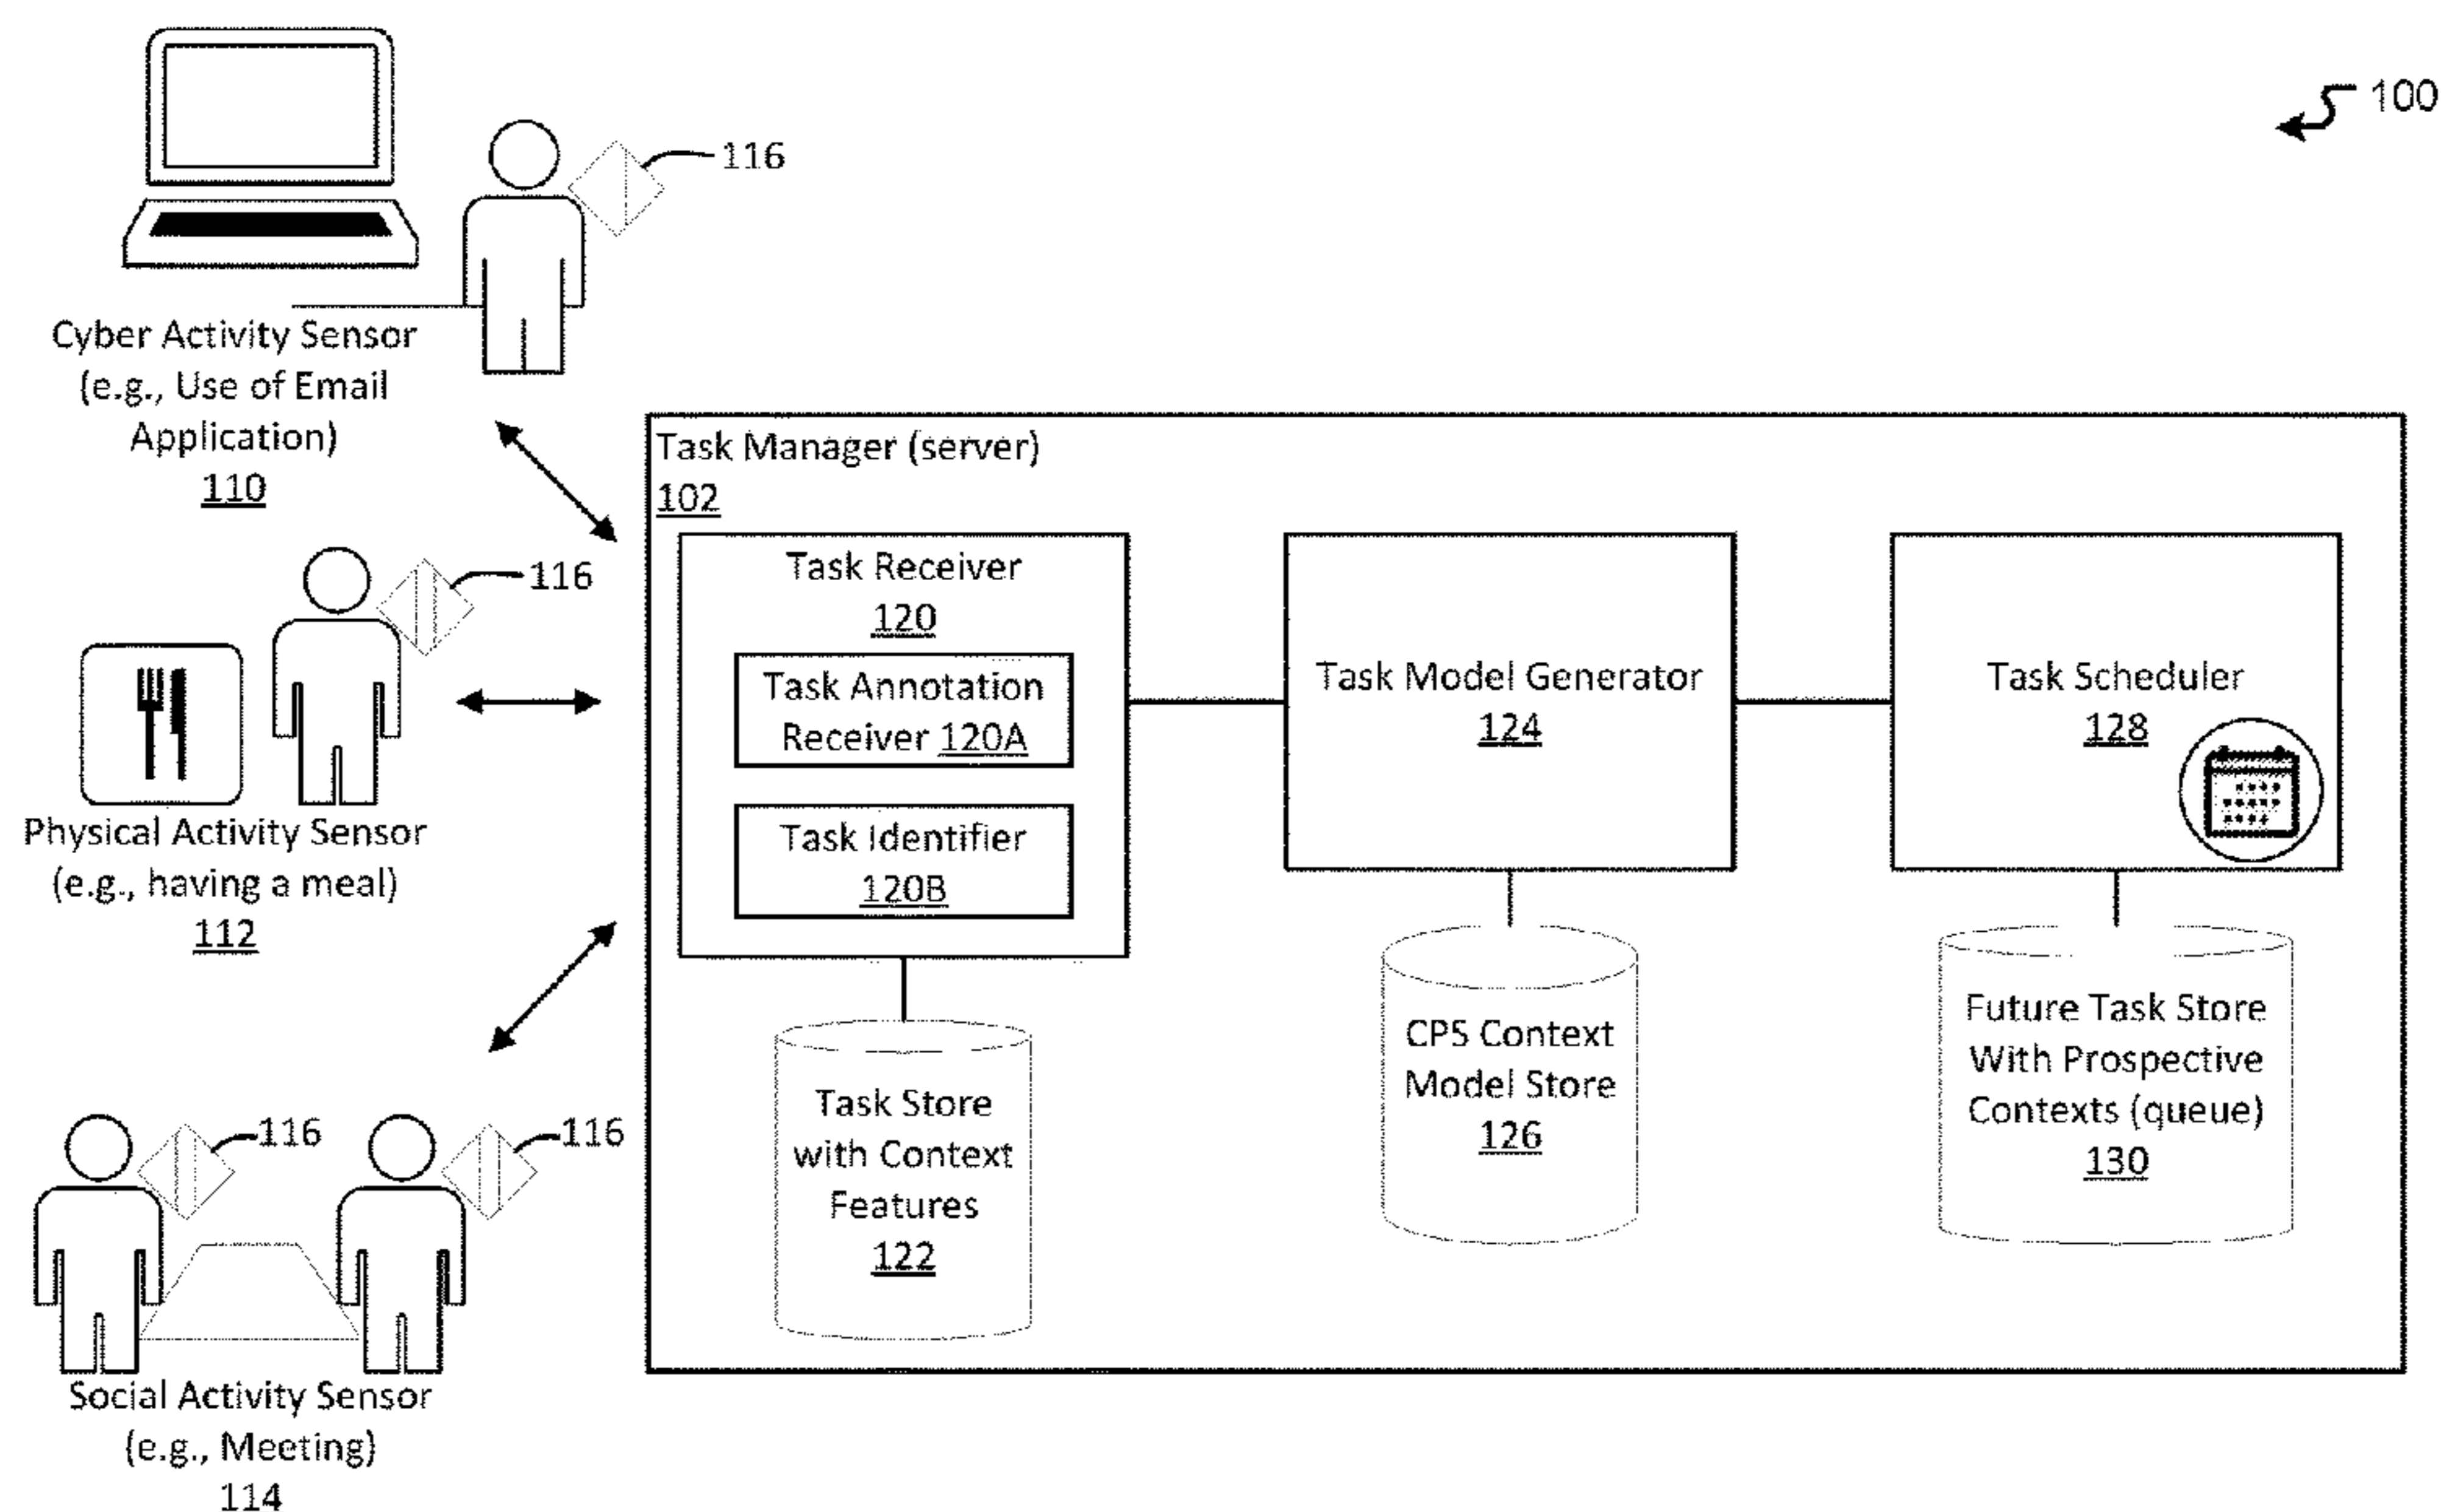 100
116
Cyber Activity Sensor
(e.g., Use of Email
Application)
110
116
Physical Activity Sensor
(e.g., having a meal)
112
116
116
Social Activity Sensor
(e.g., Meeting)
114
Task Manager (server)
102
Task Receiver
120
Task Annotation
Receiver 120A
Task Identifier
120B
Task Store
with Context
Features
122
Task Model Generator
124
CPS Context
Model Store
126
Task Scheduler
128
Future Task Store
With Prospective
Contexts (queue)
130